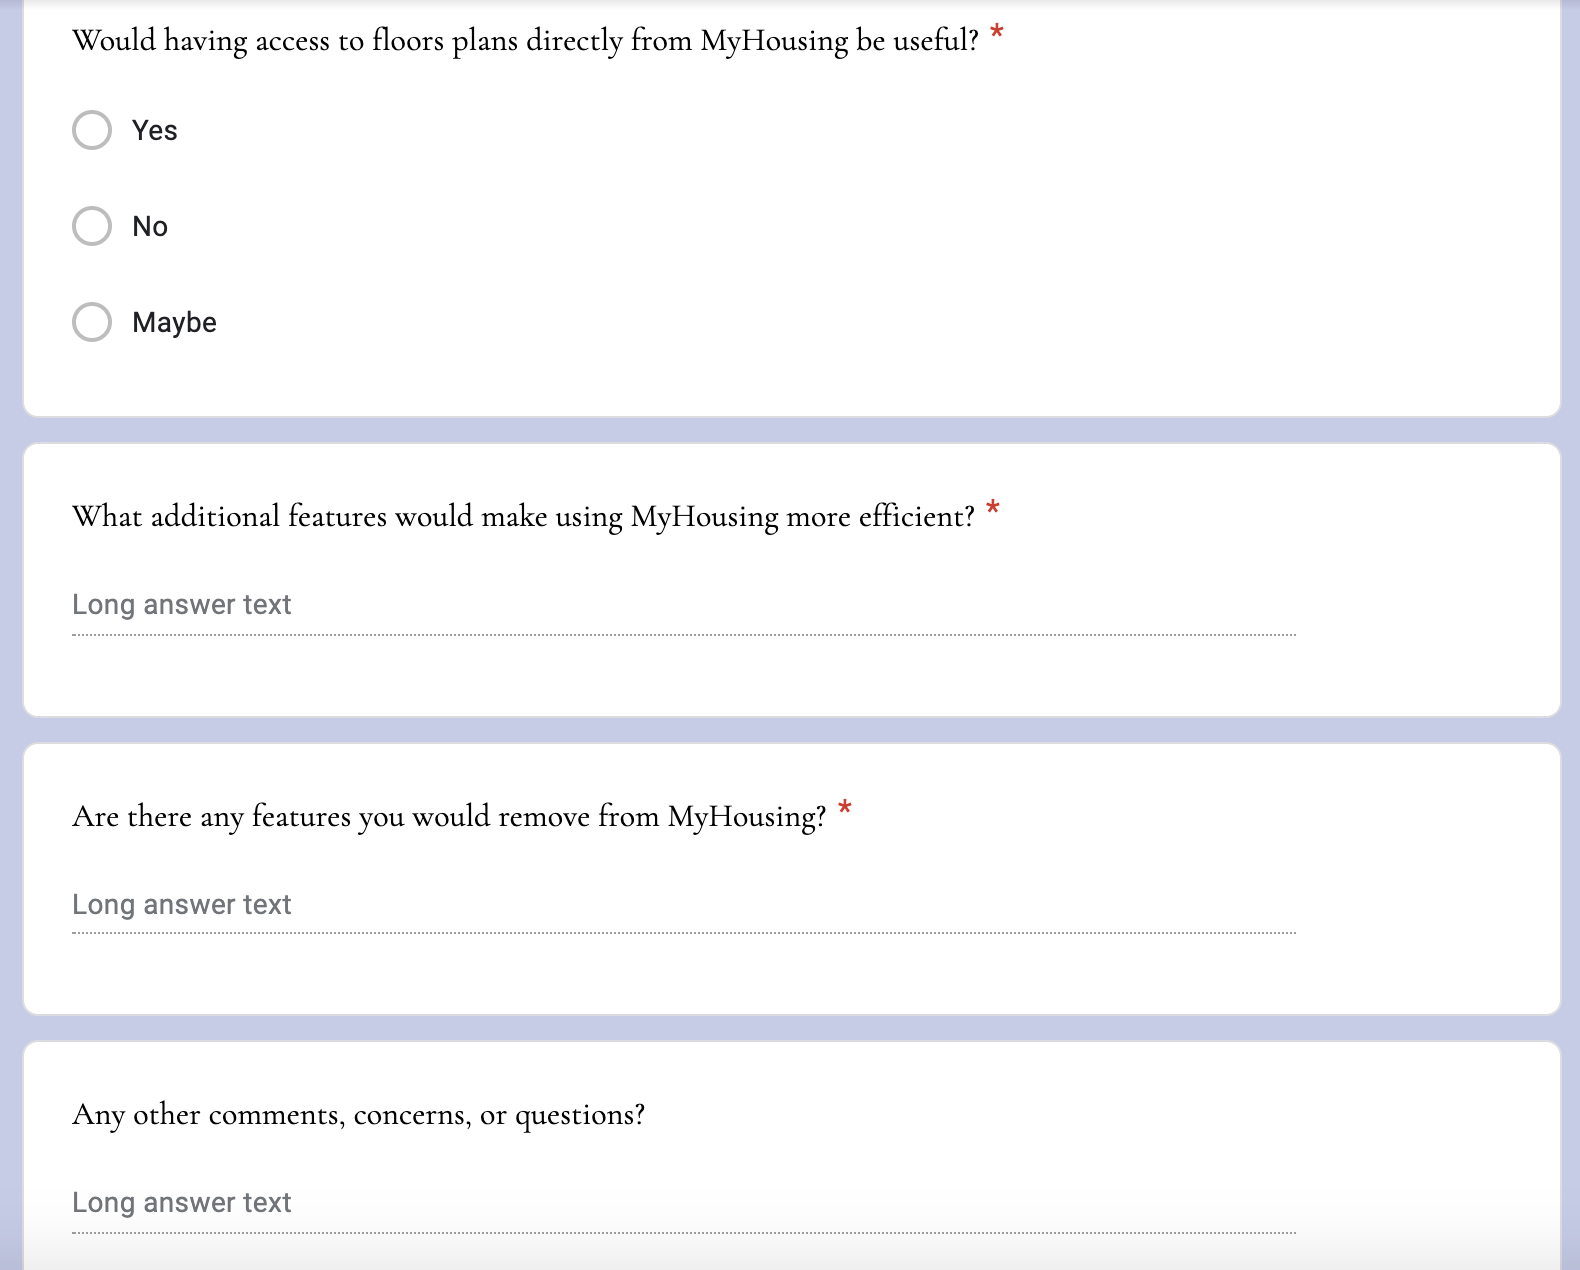 Would having access to floors plans directly from MyHousing be useful? *
Yes
No
Maybe
What additional features would make using MyHousing more efficient? *
Long answer text
Are there any features you would remove from MyHousing? *
Long answer text
Any other comments, concerns, or questions?
Long answer text